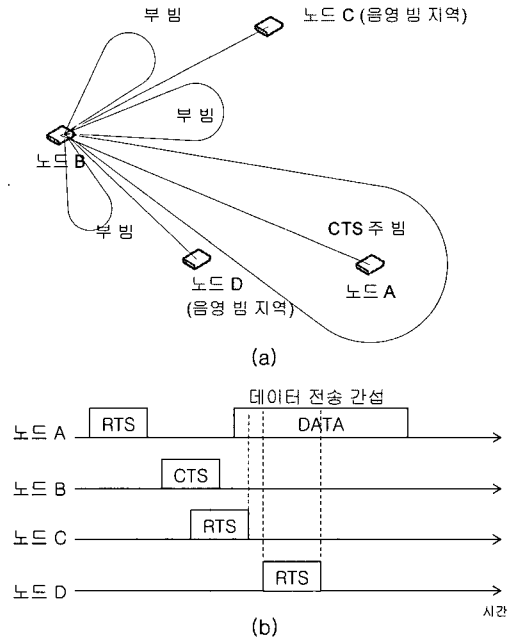 부 빔
노드 C (음영 빔 지역)
부 빔
노드 B
부 빔
CTS 주 빔
노드 D
(음영 빔 지역)
노드 A
(a)
데이터 전송 간섭
노드 A RTS DATA
노드 B CTS
노드 C RTS
노드 D RTS
시간
(b)